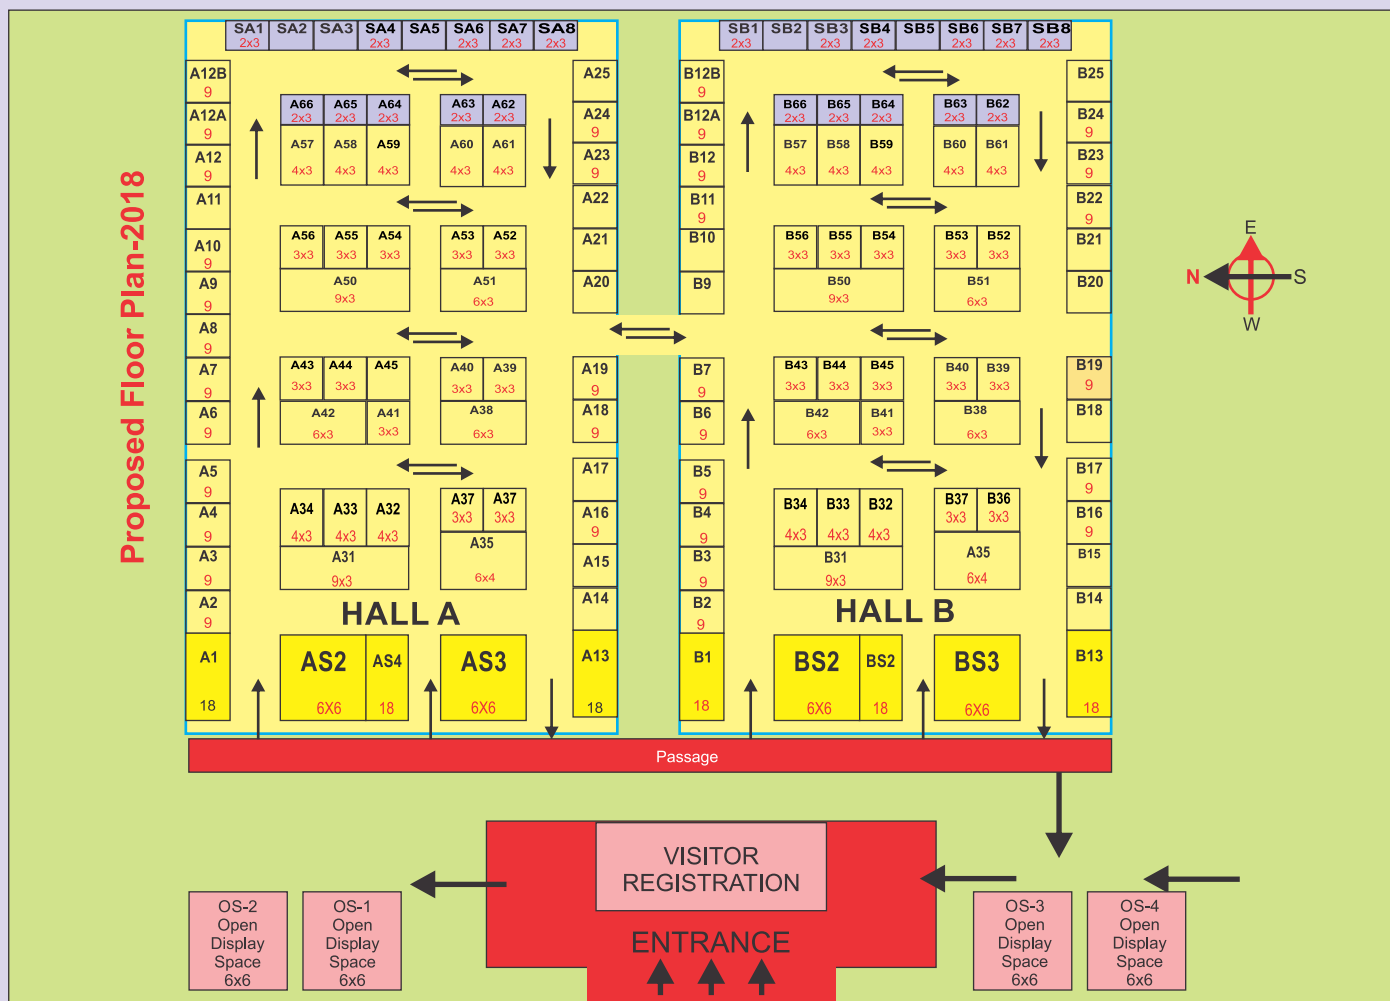 Proposed Floor Plan-2018
SA1 SA2 SA3 SA4 SA5 SA6 SA7 SA8
2x3 2x3 2x3 2x3 2x3
SB1 SB2 SB3 SB4 SB5 SB6 SB7 SB8
2x3 2x3 2x3 2x3 2x3 2x3
A12B
9
A12A
9
A12
9
A11
A10
9
A9
9
A8
9
A7
9
A6
9
A5
9
A4
9
A3
9
A2
9
A1
18
A66 A65 A64 A63 A62
2x3 2x3 2x3 2x3 2x3
A57 A58 A59 A60 A61
4x3 4x3 4x3 4x3 4x3
A56 A55 A54 A53 A52
3x3 3x3 3x3 3x3 3x3
A50 A51
9x3 6x3
A43 A44 A45 A40 A39
3x3 3x3 3x3 3x3
A42 A41 A38
6x3 3x3 6x3
A34 A33 A32 A37 A37
4x3 4x3 4x3 3x3 3x3
A31 A35
9x3 6x4
HALL A
AS2 AS4 AS3
6X6 18 6X6
A25
A24
9
A23
9
A22
A21
A20
A19
9
A18
9
A17
A16
9
A15
A14
A13
18
B12B
9
B12A
9
B12
9
B11
9
B10
B9
B7
9
B6
9
B5
9
B4
9
B3
9
B2
9
B1
18
B66 B65 B64 B63 B62
2x3 2x3 2x3 2x3 2x3
B57 B58 B59 B60 B61
4x3 4x3 4x3 4x3 4x3
B56 B55 B54 B53 B52
3x3 3x3 3x3 3x3 3x3
B50 B51
9x3 6x3
B43 B44 B45 B40 B39
3x3 3x3 3x3 3x3 3x3
B42 B41 B38
6x3 3x3 6x3
B34 B33 B32 B37 B36
4x3 4x3 4x3 3x3 3x3
B31 A35
9x3 6x4
HALL B
BS2 BS2 BS3
6X6 18 6X6
B25
B24
9
B23
9
B22
9
B21
B20
B19
9
B18
B17
9
B16
9
B15
B14
B13
18
E
N S
W
Passage
VISITOR
REGISTRATION
ENTRANCE
OS-2
Open
Display
Space
6x6
OS-1
Open
Display
Space
6x6
OS-3
Open
Display
Space
6x6
OS-4
Open
Display
Space
6x6